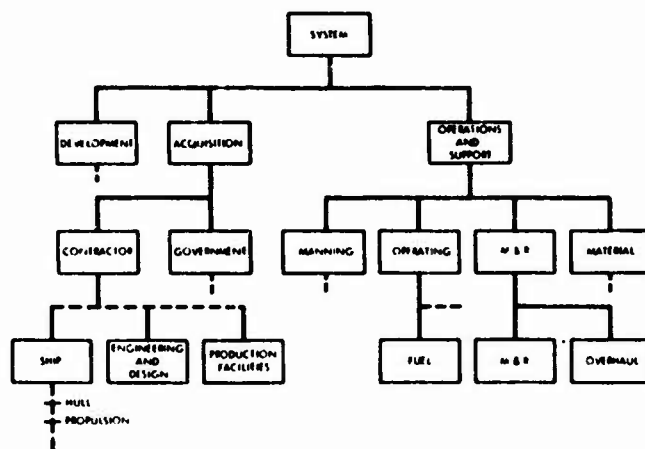 SYSTEM
DEVELOPMENT
ACQUISITION
OPERATIONS
AND
SUPPORT
CONTRACTOR
GOVERNMENT
MANNING
OPERATING
M & R
MATERIAL
SHIP
ENGINEERING
AND
DESIGN
PRODUCTION
FACILITIES
FUEL
M & R
OVERHAUL
HULL
PROPULSION